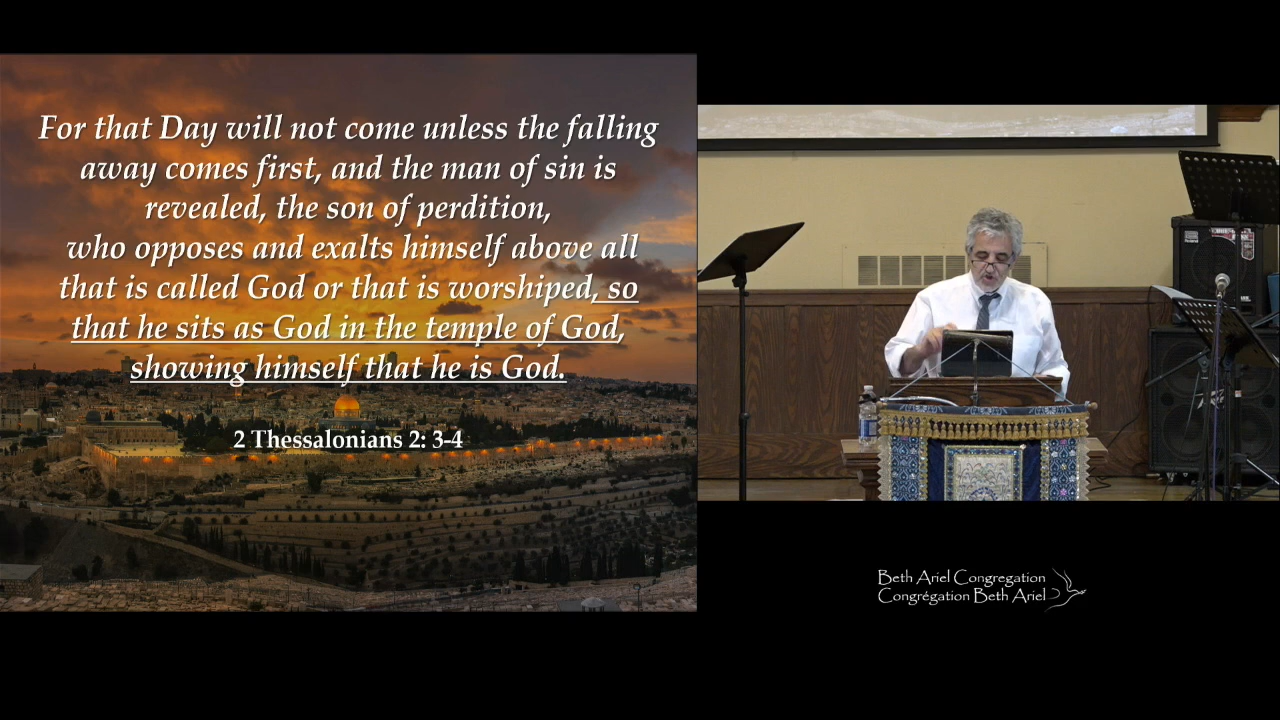 For that Day will not come unless the falling
away comes first, and the man of sin is
revealed, the son of perdition,
who opposes and exalts himself above all
that is called God or that is worshiped, so
that he sits as God in the temple of God,
showing himself that he is God.
2 Thessalonians 2: 3-4
Beth Ariel Congregation
Congrégation Beth Ariel